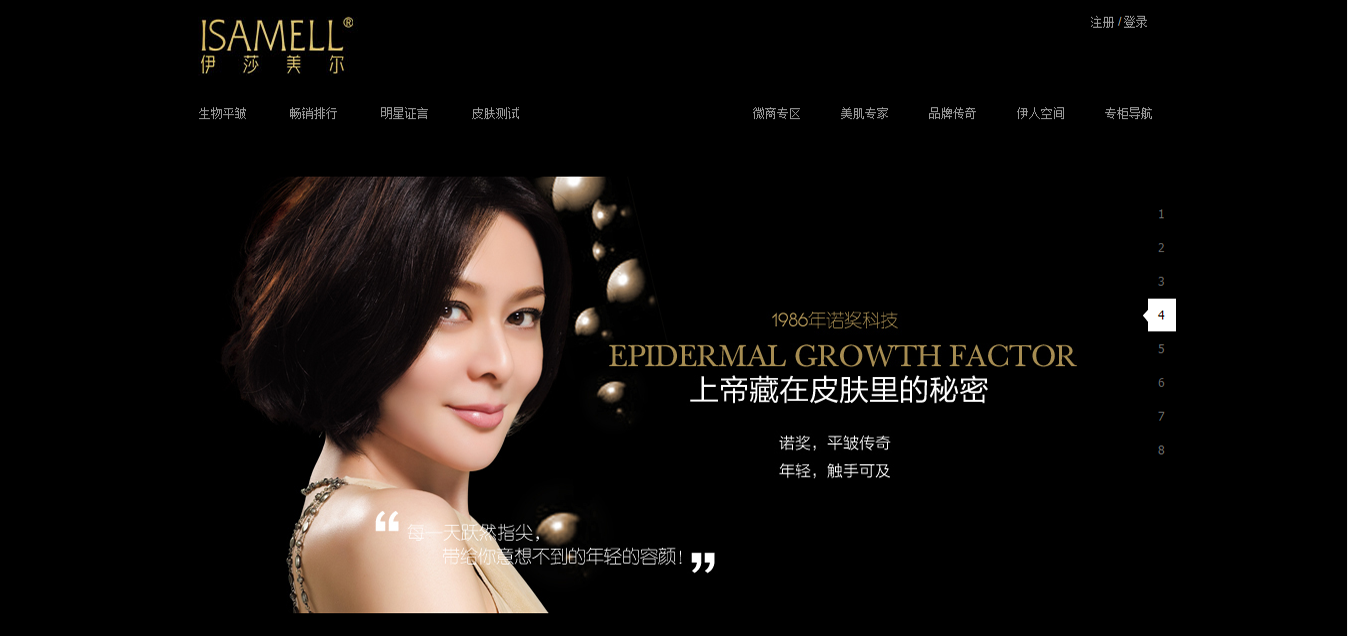 ISAMELL®
伊莎美尔
注册 / 登录
生物平皱 畅销排行 明星证言 皮肤测试 微商专区 美肌专家 品牌传奇 伊人空间 专柜导航
1986年诺奖科技
EPIDERMAL GROWTH FACTOR
上帝藏在皮肤里的秘密
诺奖，平皱传奇
年轻，触手可及
“ 每一天跃然指尖，
带给你意想不到的年轻的容颜！ ”
1
2
3
4
5
6
7
8